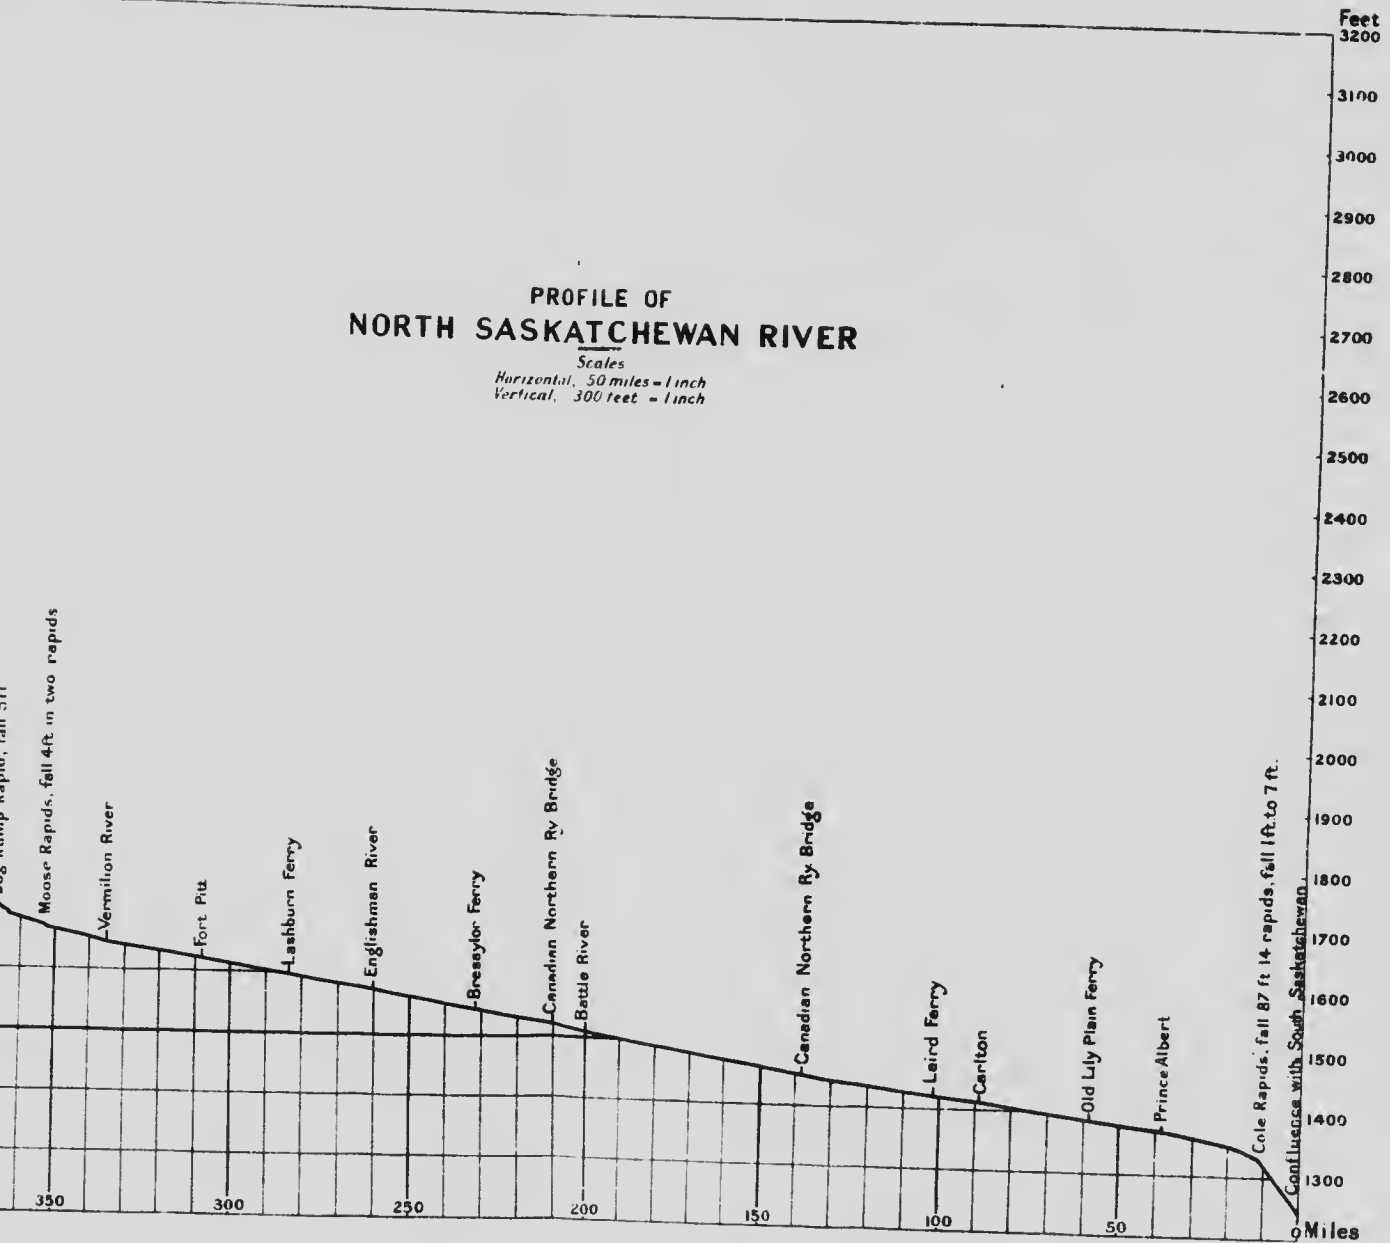 Feet
3200
3100
3000
2900
2800
PROFILE OF
NORTH SASKATCHEWAN RIVER
Scales
Horizontal, 50 miles = 1 inch
Vertical, 300 feet = 1 inch
2700
2600
2500
2400
2300
2200
2100
2000
1900
1800
1700
1600
1500
1400
1300
Rapid, fall 5ft
Moose Rapids, fall 4ft. in two rapids
Vermilion River
Fort Pitt
Lashburn Ferry
Englishman River
Bresaylor Ferry
Canadian Northern Ry Bridge
Battle River
Canadian Northern Ry. Bridge
Laird Ferry
Carlton
Old Lily Plain Ferry
Prince Albert
Cole Rapids, fall 87 ft 14 rapids, fall 1ft. to 7 ft.
Confluence with South Saskatchewan
350
300
250
200
150
100
50
0 Miles